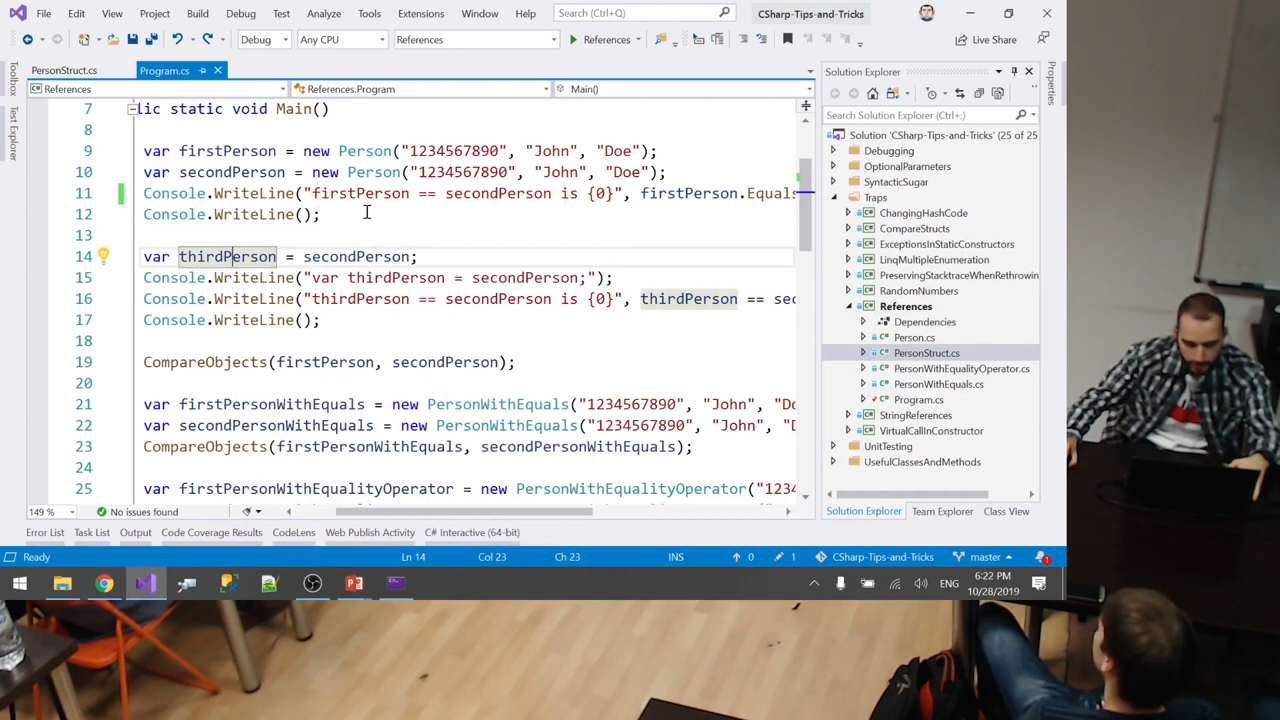 File Edit View Project Build Debug Test Analyze Tools Extensions Window Help Search (Ctrl+Q) CSharp-Tips-and-Tricks
Debug Any CPU References References Live Share
PersonStruct.cs Program.cs
References References.Program Main()
7 lic static void Main()
8
9 var firstPerson = new Person("1234567890", "John", "Doe");
10 var secondPerson = new Person("1234567890", "John", "Doe");
11 Console.WriteLine("firstPerson == secondPerson is {0}", firstPerson.Equals
12 Console.WriteLine();
13
14 var thirdPerson = secondPerson;
15 Console.WriteLine("var thirdPerson = secondPerson;");
16 Console.WriteLine("thirdPerson == secondPerson is {0}", thirdPerson == sec
17 Console.WriteLine();
18
19 CompareObjects(firstPerson, secondPerson);
20
21 var firstPersonWithEquals = new PersonWithEquals("1234567890", "John", "Do
22 var secondPersonWithEquals = new PersonWithEquals("1234567890", "John", "D
23 CompareObjects(firstPersonWithEquals, secondPersonWithEquals);
24
25 var firstPersonWithEqualityOperator = new PersonWithEqualityOperator("1234
149 % No issues found
Toolbox
Test Explorer
Solution Explorer
Search Solution Explorer (Ctrl+;)
Solution 'CSharp-Tips-and-Tricks' (25 of 25
Debugging
OptionalParameters
SyntacticSugar
Traps
ChangingHashCode
CompareStructs
ExceptionsInStaticConstructors
LinqMultipleEnumeration
PreservingStacktraceWhenRethrowin
RandomNumbers
References
Dependencies
Person.cs
PersonStruct.cs
PersonWithEqualityOperator.cs
PersonWithEquals.cs
Program.cs
StringReferences
VirtualCallInConstructor
UnitTesting
UsefulClassesAndMethods
Solution Explorer Team Explorer Class View
Properties
Error List Task List Output Code Coverage Results CodeLens Web Publish Activity C# Interactive (64-bit)
Ready Ln 14 Col 23 Ch 23 INS 0 1 CSharp-Tips-and-Tricks master 1
ENG 6:22 PM
10/28/2019